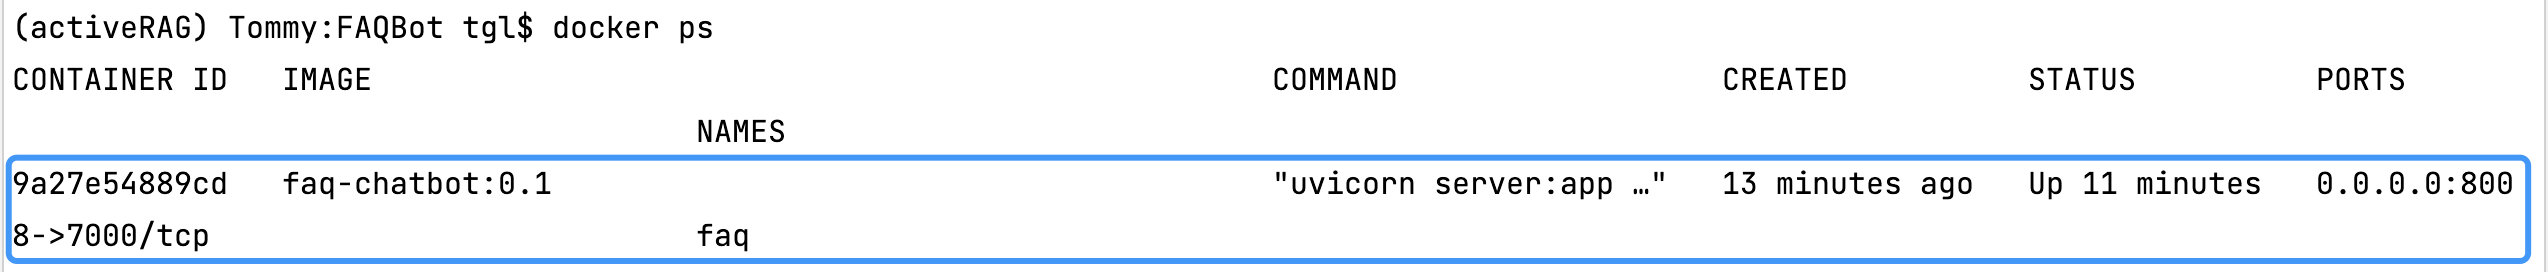 (activeRAG) Tommy:FAQBot tgl$ docker ps
CONTAINER ID   IMAGE                                                  COMMAND                  CREATED          STATUS          PORTS
                                      NAMES
9a27e54889cd   faq-chatbot:0.1                                        "uvicorn server:app …"   13 minutes ago   Up 11 minutes   0.0.0.0:800
8->7000/tcp                           faq